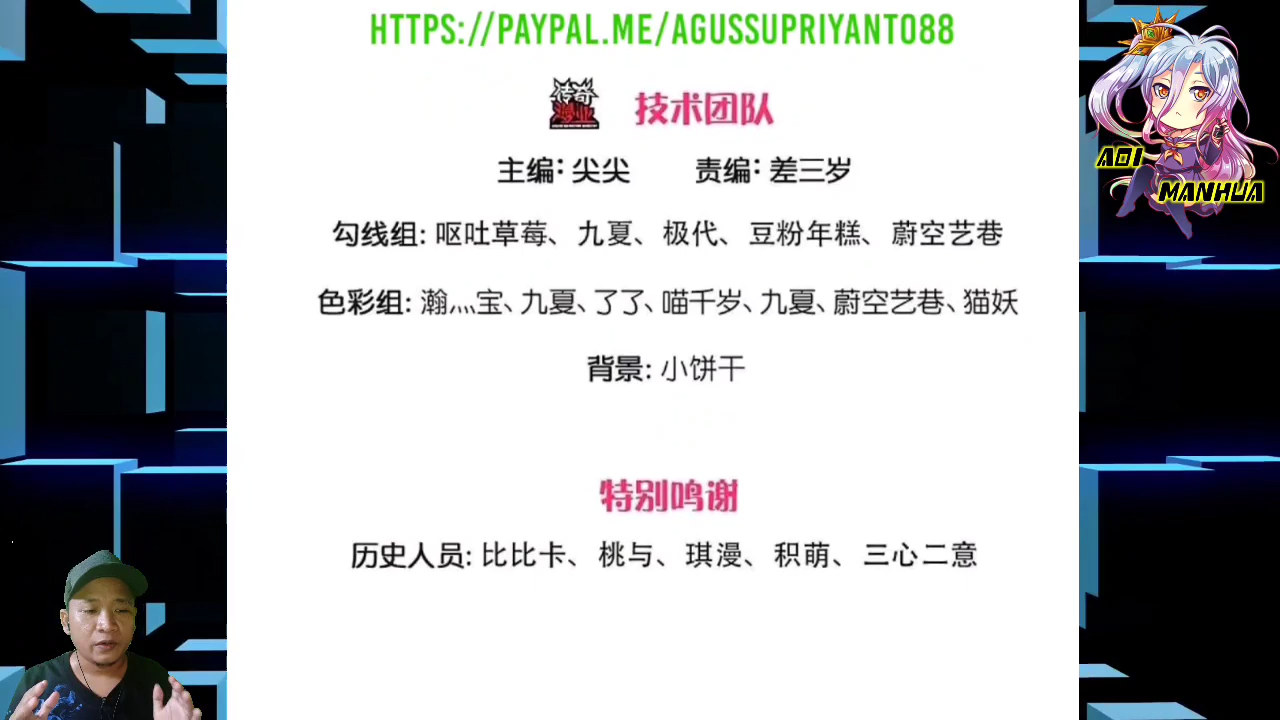 HTTPS://PAYPAL.ME/AGUSSUPRIYANTO88
传奇
漫业
技术团队
主编：尖尖 责编：差三岁
勾线组：呕吐草莓、九夏、极代、豆粉年糕、蔚空艺巷
色彩组：瀚灬宝、九夏、了了、喵千岁、九夏、蔚空艺巷、猫妖
背景：小饼干
特别鸣谢
历史人员：比比卡、桃与、琪漫、积萌、三心二意
AOI
MANHUA